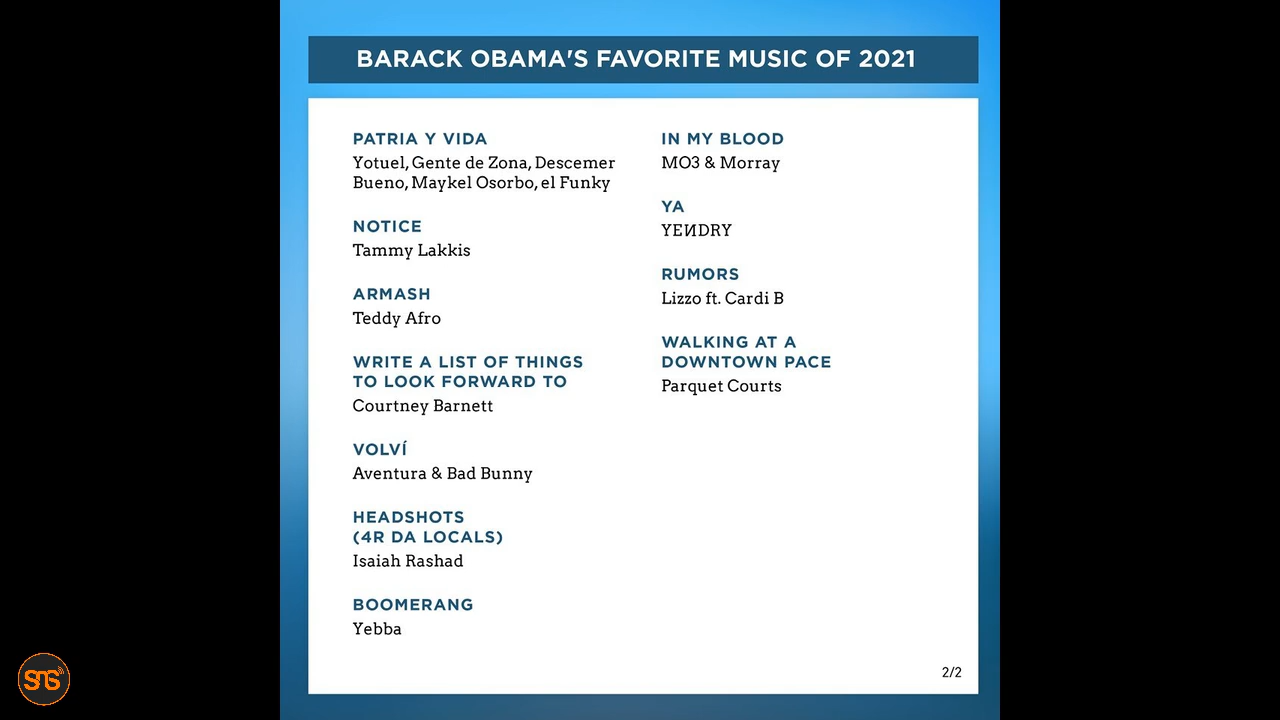 BARACK OBAMA'S FAVORITE MUSIC OF 2021
PATRIA Y VIDA
Yotuel, Gente de Zona, Descemer
Bueno, Maykel Osorbo, el Funky
NOTICE
Tammy Lakkis
ARMASH
Teddy Afro
WRITE A LIST OF THINGS
TO LOOK FORWARD TO
Courtney Barnett
VOLVÍ
Aventura & Bad Bunny
HEADSHOTS
(4R DA LOCALS)
Isaiah Rashad
BOOMERANG
Yebba
IN MY BLOOD
MO3 & Morray
YA
YEИDRY
RUMORS
Lizzo ft. Cardi B
WALKING AT A
DOWNTOWN PACE
Parquet Courts
2/2
SNS